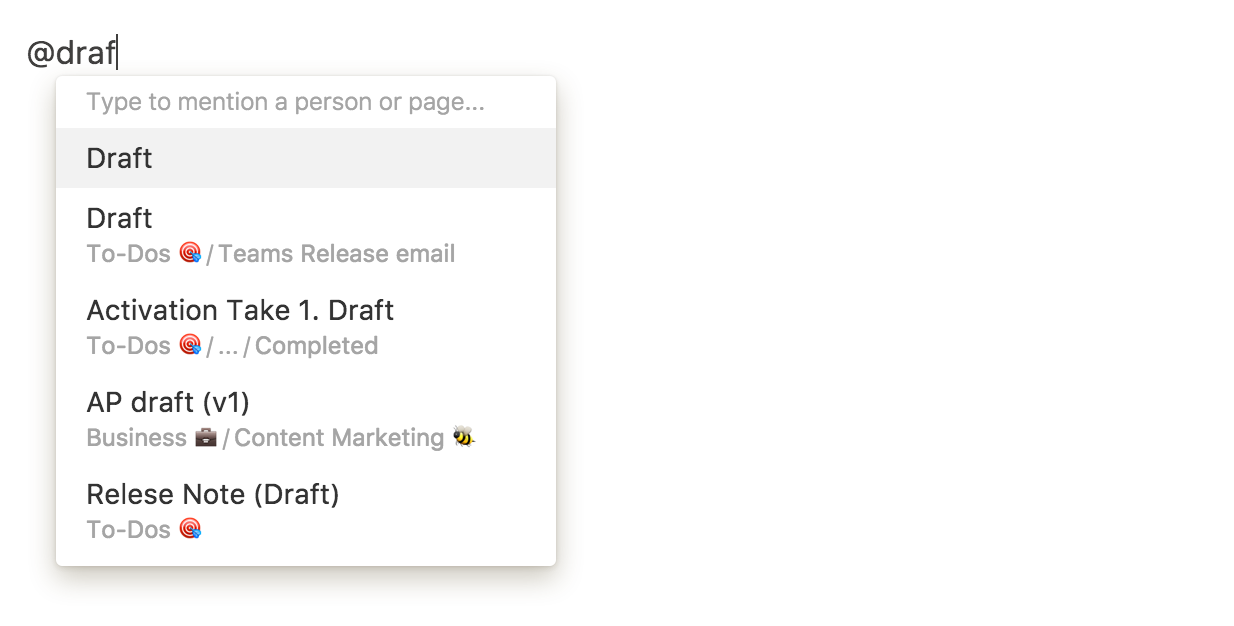 @draf
Type to mention a person or page...
Draft
Draft
To-Dos 🎯 / Teams Release email
Activation Take 1. Draft
To-Dos 🎯 / ... / Completed
AP draft (v1)
Business 💼 / Content Marketing 🐝
Relese Note (Draft)
To-Dos 🎯